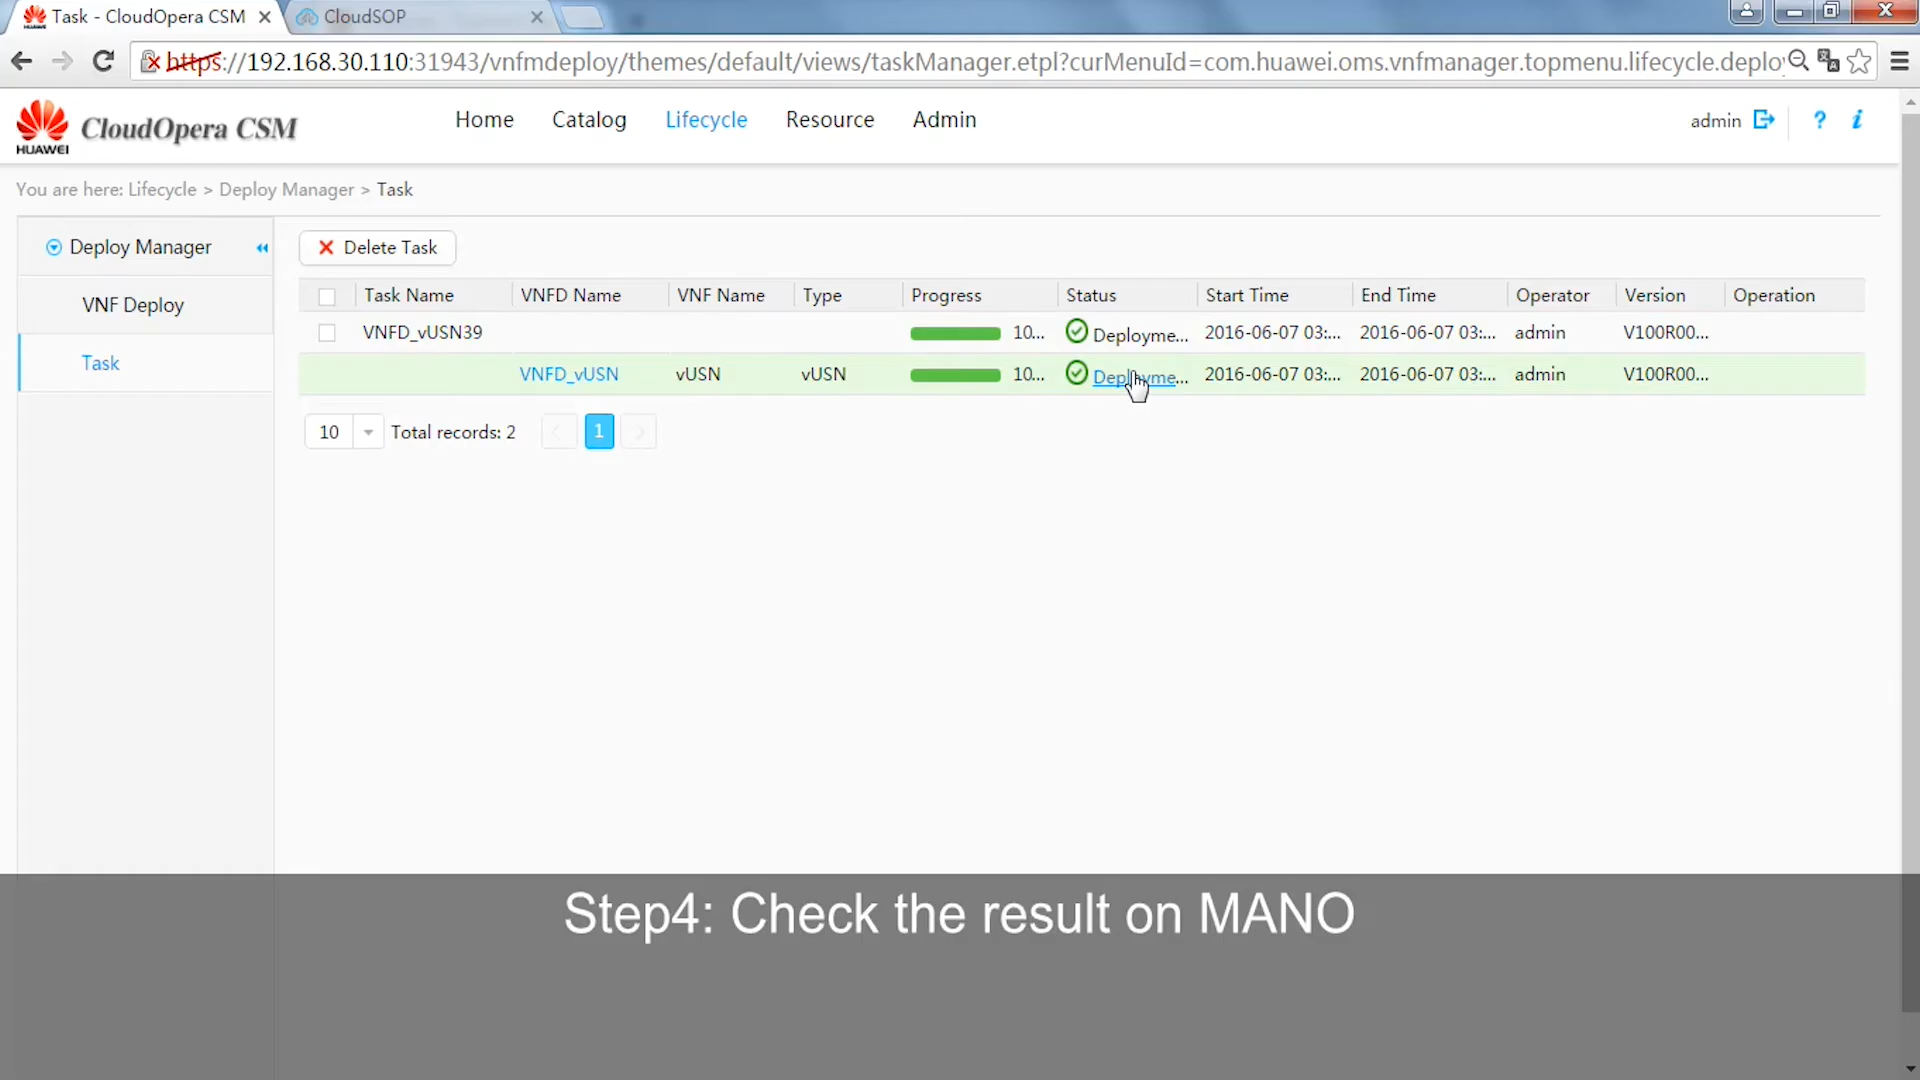 Task - CloudOpera CSM
CloudSOP
https://192.168.30.110:31943/vnfmdeploy/themes/default/views/taskManager.etpl?curMenuId=com.huawei.oms.vnfmanager.topmenu.lifecycle.deplo
HUAWEI CloudOpera CSM Home Catalog Lifecycle Resource Admin admin ? i
You are here: Lifecycle > Deploy Manager > Task
Deploy Manager
VNF Deploy
Task
Delete Task
Task Name VNFD Name VNF Name Type Progress Status Start Time End Time Operator Version Operation
VNFD_vUSN39 10... Deployme... 2016-06-07 03:... 2016-06-07 03:... admin V100R00...
VNFD_vUSN vUSN vUSN 10... Deployme... 2016-06-07 03:... 2016-06-07 03:... admin V100R00...
10 Total records: 2 1
Step4: Check the result on MANO